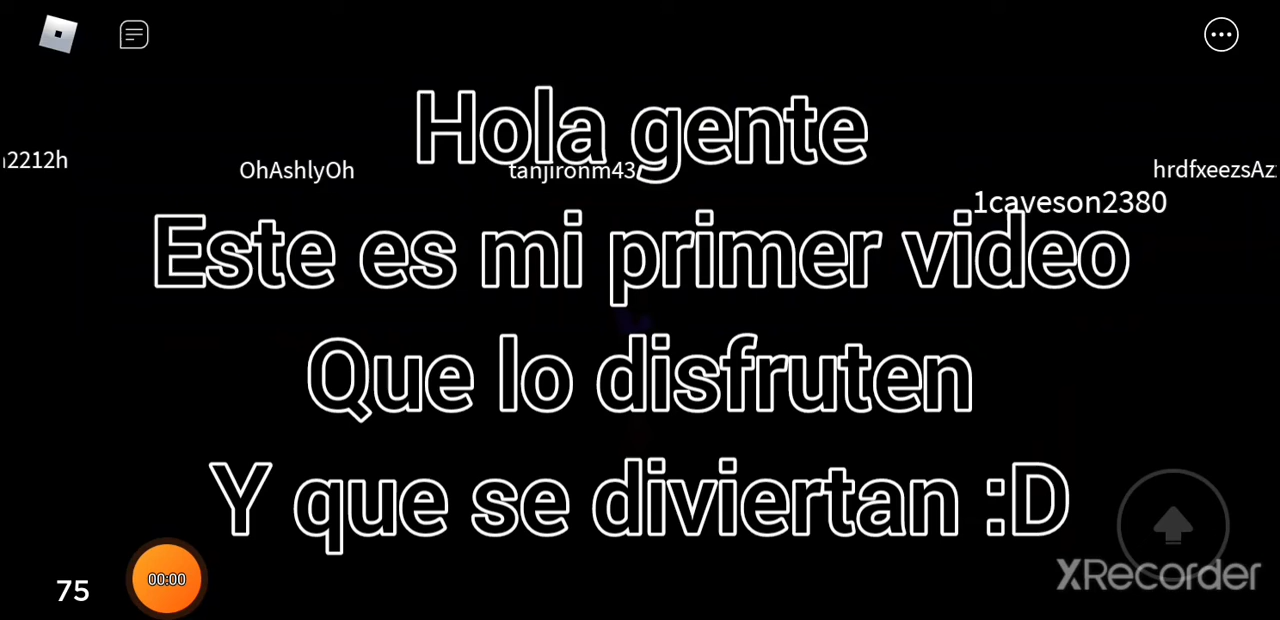 Hola gente
2212h
OhAshlyOh
tanjironm43
hrdfxeezsAz
1caveson2380
Este es mi primer video
Que lo disfruten
Y que se diviertan :D
00:00
75
XRecorder